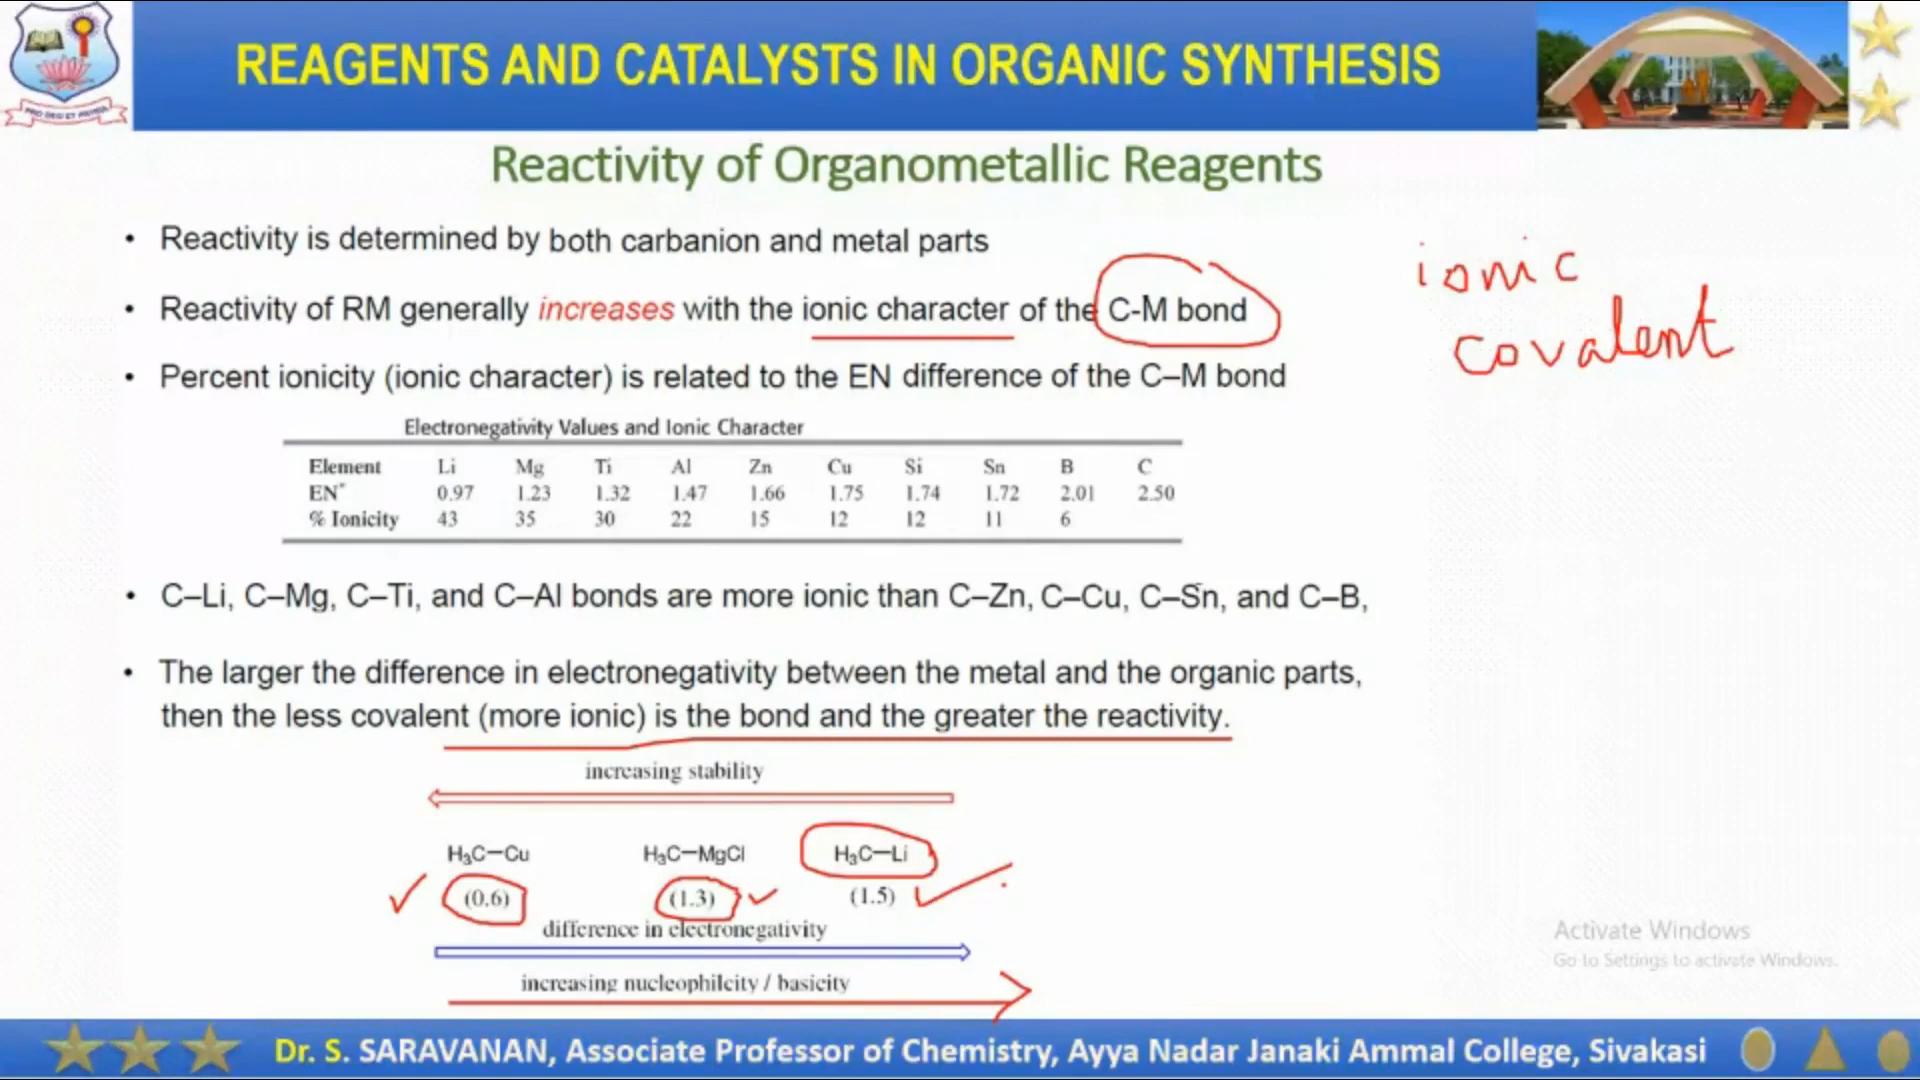 REAGENTS AND CATALYSTS IN ORGANIC SYNTHESIS
Reactivity of Organometallic Reagents
• Reactivity is determined by both carbanion and metal parts
• Reactivity of RM generally increases with the ionic character of the C-M bond
ionic
covalent
• Percent ionicity (ionic character) is related to the EN difference of the C–M bond
Electronegativity Values and Ionic Character
Element Li Mg Ti Al Zn Cu Si Sn B C
EN* 0.97 1.23 1.32 1.47 1.66 1.75 1.74 1.72 2.01 2.50
% Ionicity 43 35 30 22 15 12 12 11 6
• C–Li, C–Mg, C–Ti, and C–Al bonds are more ionic than C–Zn, C–Cu, C–Sn, and C–B,
• The larger the difference in electronegativity between the metal and the organic parts,
then the less covalent (more ionic) is the bond and the greater the reactivity.
increasing stability
H₃C–Cu H₃C–MgCl H₃C–Li
(0.6) (1.3) (1.5)
difference in electronegativity
increasing nucleophilcity / basicity
Activate Windows
Go to Settings to activate Windows.
Dr. S. SARAVANAN, Associate Professor of Chemistry, Ayya Nadar Janaki Ammal College, Sivakasi